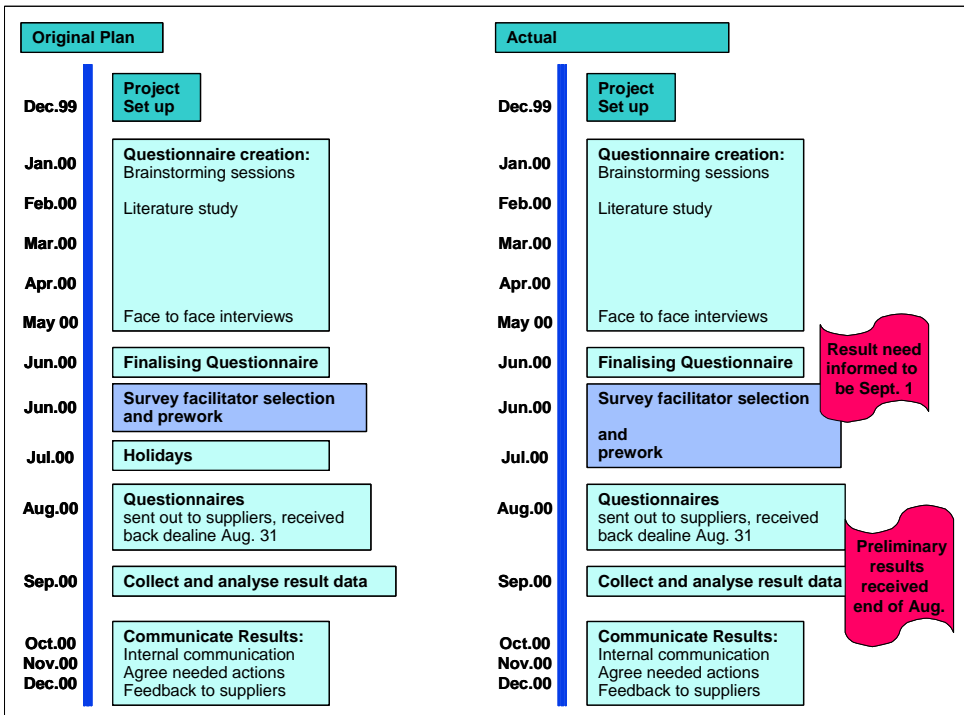 Original Plan
Dec.99
Project
Set up
Jan.00
Questionnaire creation:
Brainstorming sessions
Feb.00
Literature study
Mar.00
Apr.00
May 00
Face to face interviews
Jun.00
Finalising Questionnaire
Jun.00
Survey facilitator selection
and prework
Jul.00
Holidays
Aug.00
Questionnaires
sent out to suppliers, received
back dealine Aug. 31
Sep.00
Collect and analyse result data
Oct.00
Nov.00
Dec.00
Communicate Results:
Internal communication
Agree needed actions
Feedback to suppliers
Actual
Dec.99
Project
Set up
Jan.00
Questionnaire creation:
Brainstorming sessions
Feb.00
Literature study
Mar.00
Apr.00
May 00
Face to face interviews
Result need
informed to
be Sept. 1
Jun.00
Finalising Questionnaire
Jun.00
Survey facilitator selection
and
prework
Jul.00
Aug.00
Questionnaires
sent out to suppliers, received
back dealine Aug. 31
Preliminary
results
received
end of Aug.
Sep.00
Collect and analyse result data
Oct.00
Nov.00
Dec.00
Communicate Results:
Internal communication
Agree needed actions
Feedback to suppliers